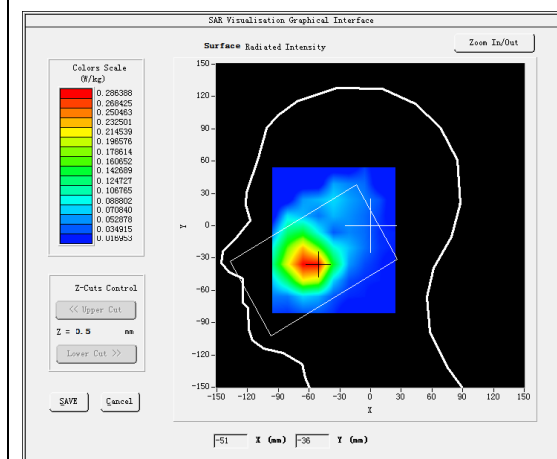 SAR Visualisation Graphical Interface
Surface Radiated Intensity
Zoom In/Out
Colors Scale
(W/kg)
0.286388
0.268425
0.250463
0.232501
0.214539
0.196576
0.178614
0.160652
0.142689
0.124727
0.106765
0.088802
0.070840
0.052878
0.034915
0.016953
Z-Cuts Control
<< Upper Cut
Z = 0.5 mm
Lower Cut >>
SAVE Cancel
150
120
90
60
30
0
-30
-60
-90
-120
-150
Y
-150 -120 -90 -60 -30 0 30 60 90 120 150
X
-51 X (mm) -36 Y (mm)